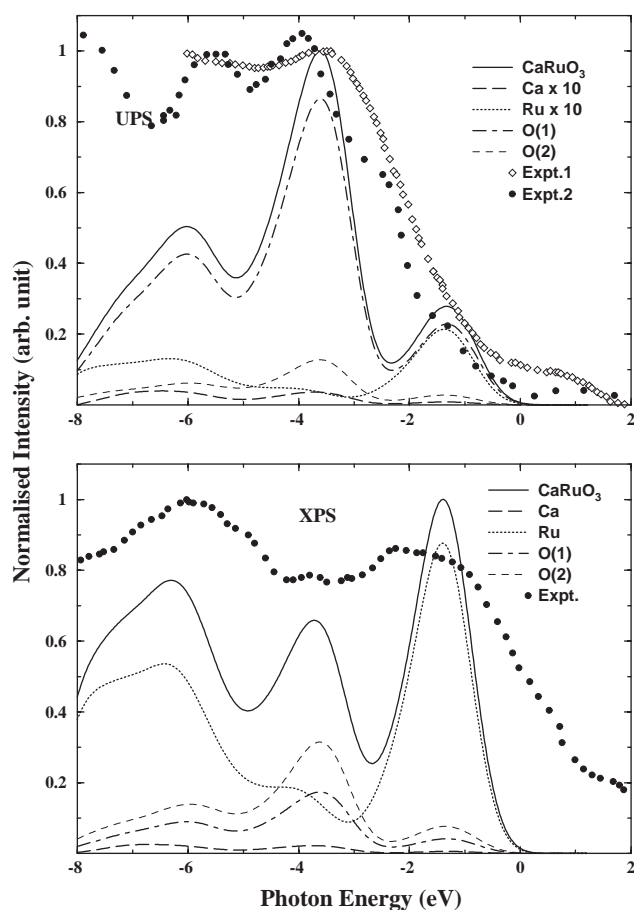 Normalised Intensity (arb. unit)
1
0.8
0.6
0.4
0.2
-8 -6 -4 -2 0 2
UPS
CaRuO3
Ca x 10
Ru x 10
O(1)
O(2)
Expt.1
Expt.2
1
0.8
0.6
0.4
0.2
-8 -6 -4 -2 0 2
XPS
CaRuO3
Ca
Ru
O(1)
O(2)
Expt.
Photon Energy (eV)